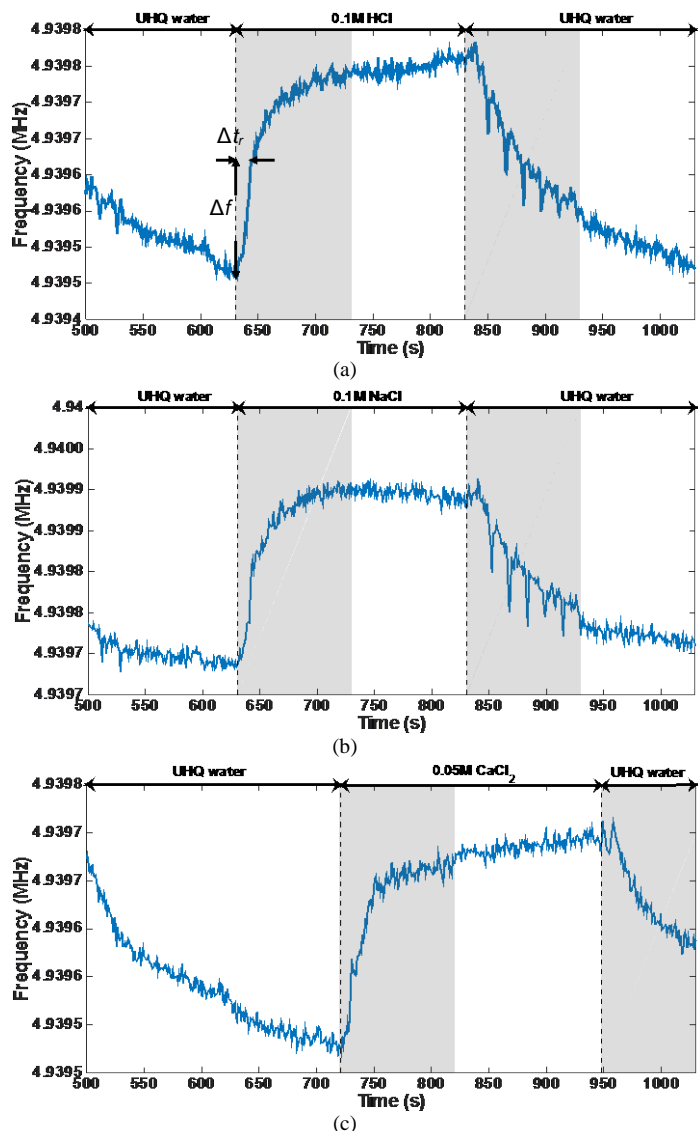 UHQ water 0.1M HCl UHQ water
4.9398
4.9398
4.9397
4.9397
4.9396
4.9396
4.9395
4.9395
4.9394
Frequency (MHz)
Δtr
Δf
500 550 600 650 700 750 800 850 900 950 1000
Time (s)
(a)
UHQ water 0.1M NaCl UHQ water
4.94
4.9400
4.9399
4.9399
4.9398
4.9398
4.9397
4.9397
Frequency (MHz)
500 550 600 650 700 750 800 850 900 950 1000
Time (s)
(b)
UHQ water 0.05M CaCl2 UHQ water
4.9398
4.9397
4.9397
4.9396
4.9396
4.9395
4.9395
Frequency (MHz)
500 550 600 650 700 750 800 850 900 950 1000
Time (s)
(c)